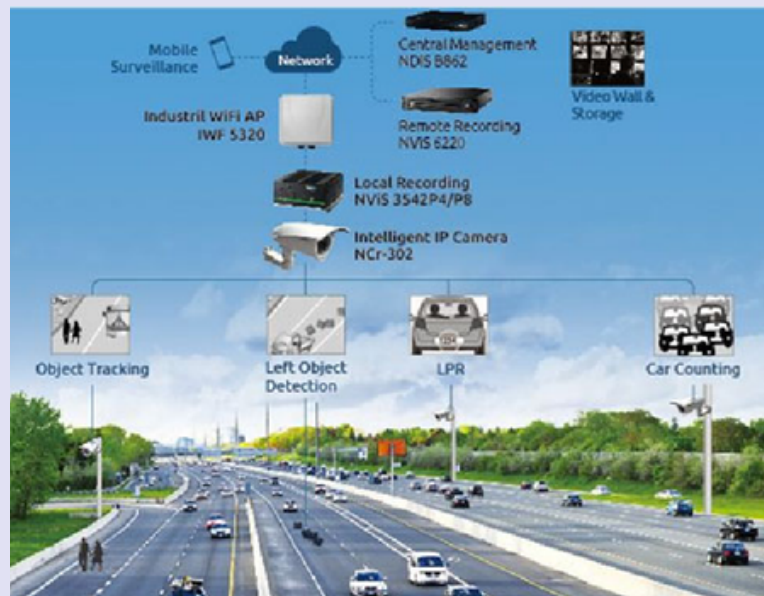 Mobile
Surveillance
Network
Central Management
NDiS B862
Remote Recording
NViS 6220
Video Wall &
Storage
Industril WiFi AP
IWF 5320
Local Recording
NViS 3542P4/P8
Intelligent IP Camera
NCr-302
Object Tracking
Left Object
Detection
LPR
Car Counting